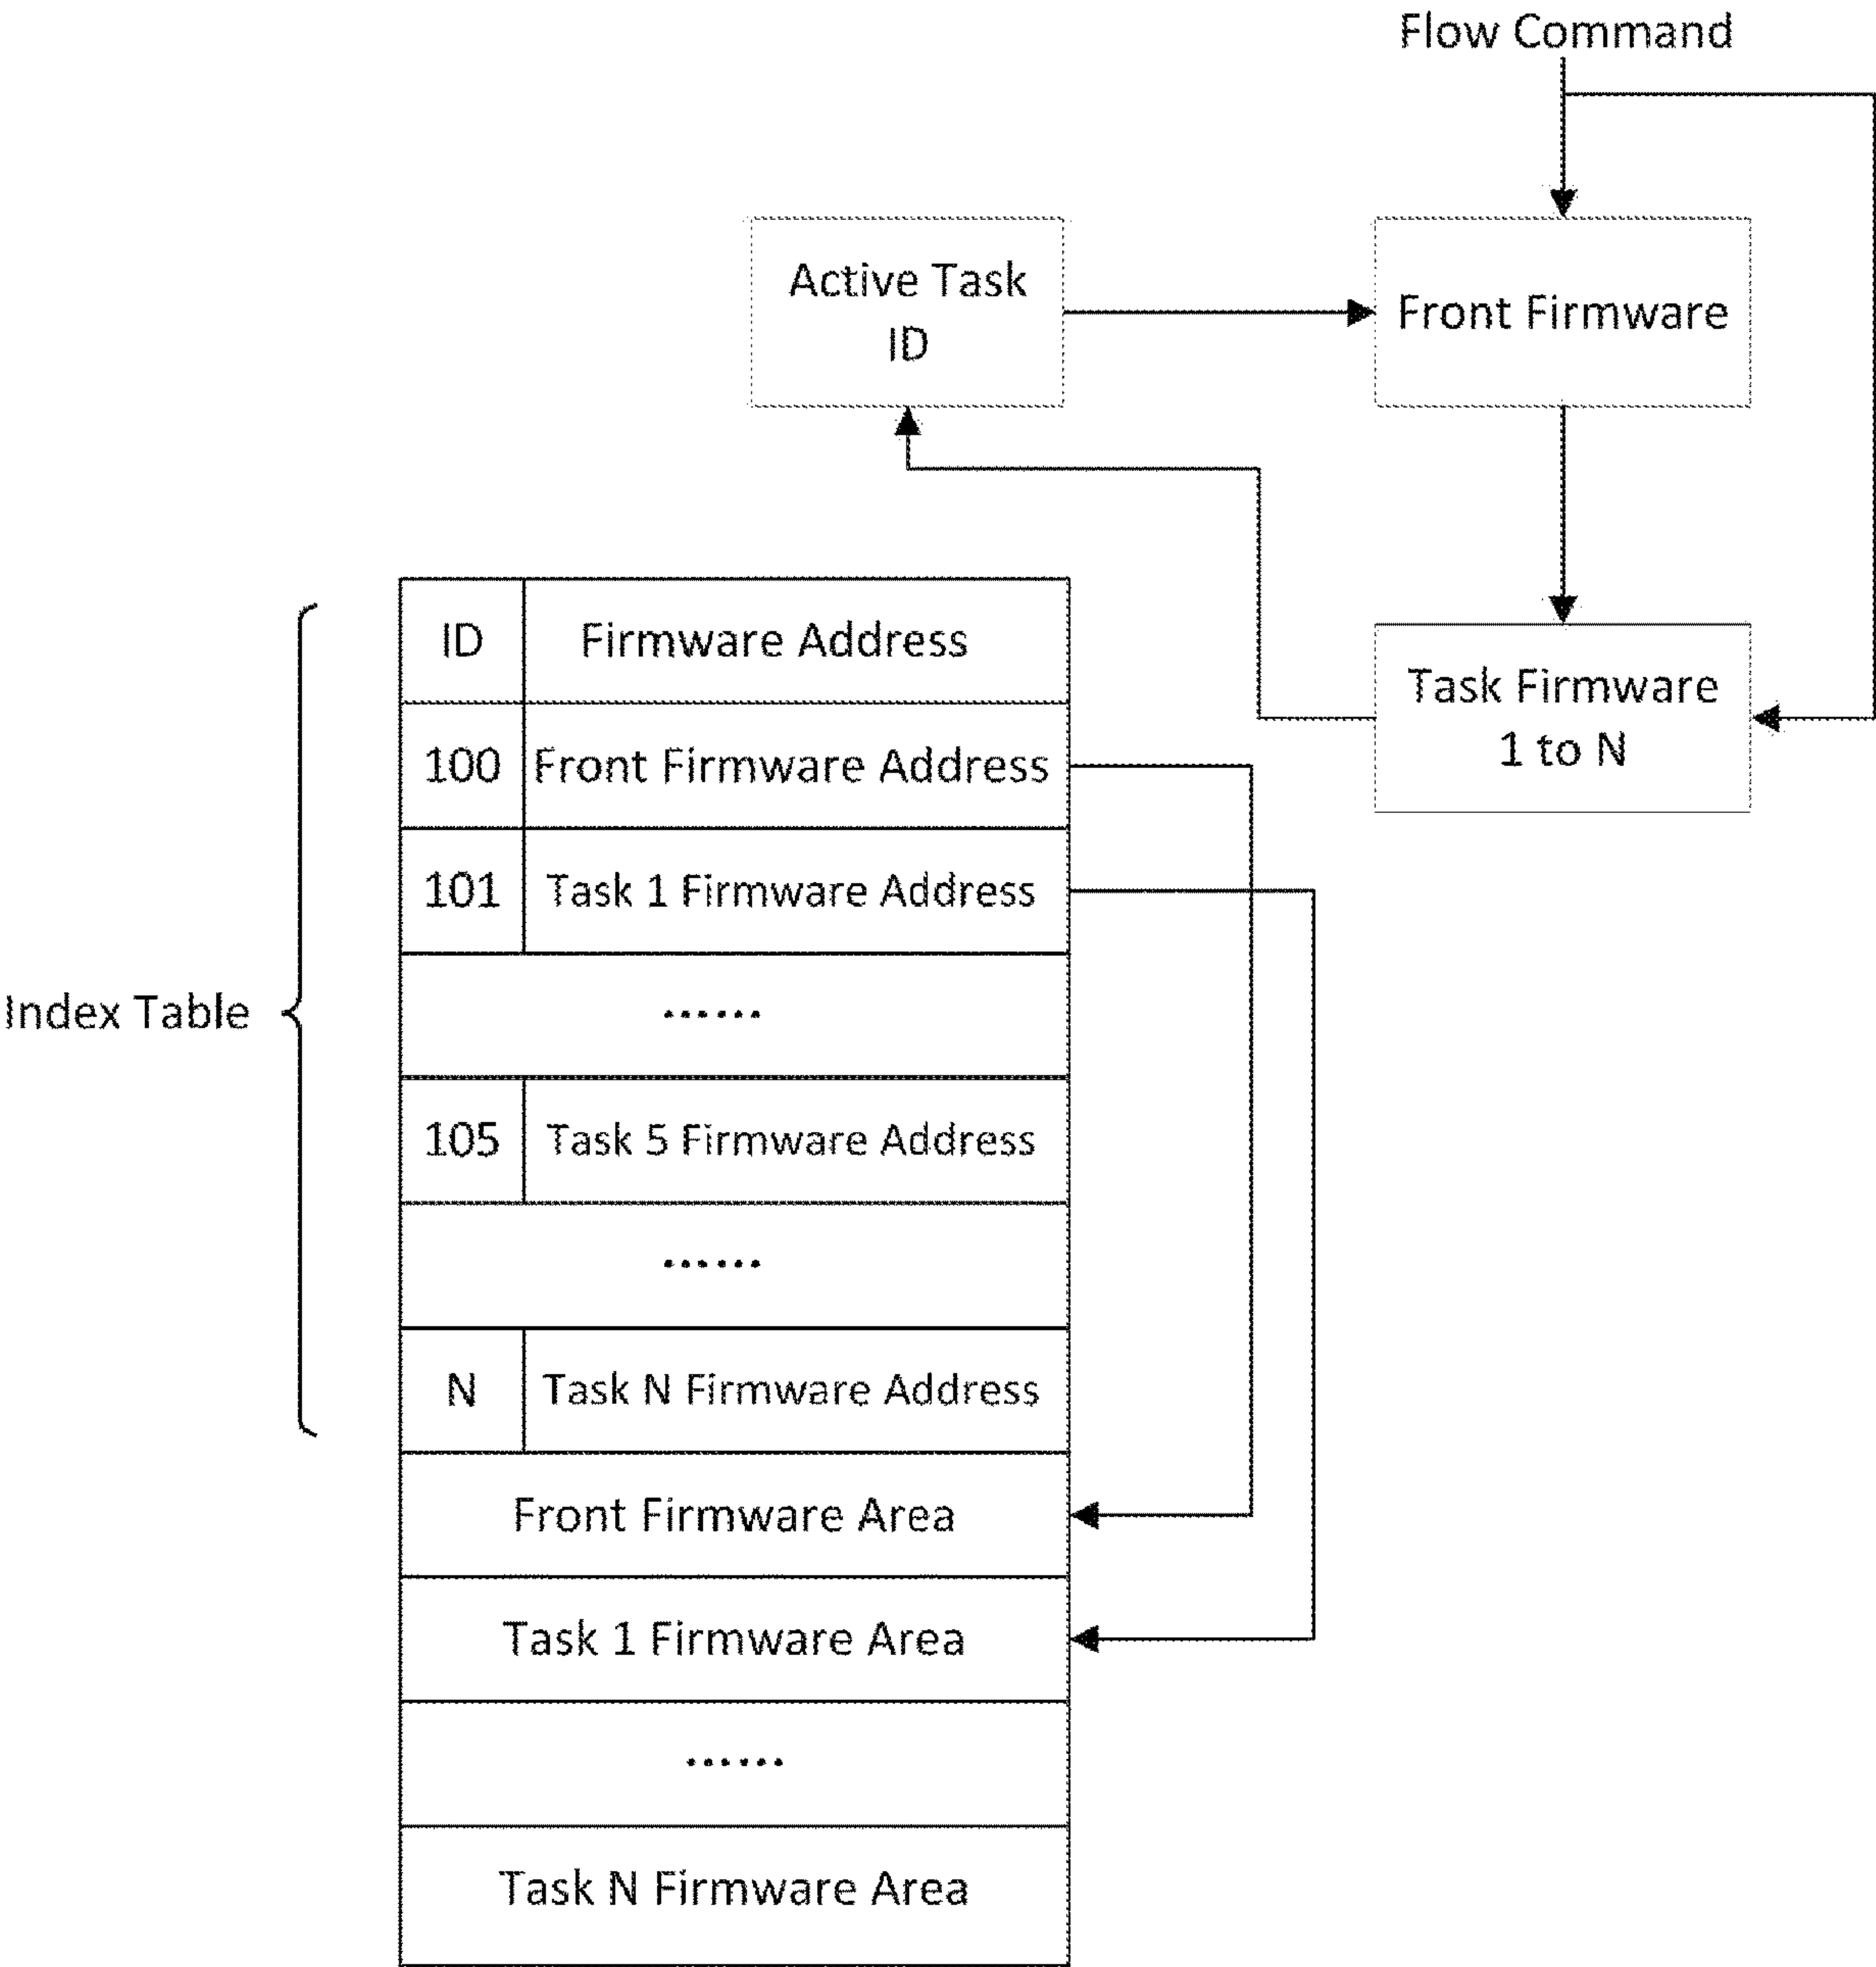 Flow Command
Active Task
ID
Front Firmware
Task Firmware
1 to N
Index Table
ID Firmware Address
100 Front Firmware Address
101 Task 1 Firmware Address
......
105 Task 5 Firmware Address
......
N Task N Firmware Address
Front Firmware Area
Task 1 Firmware Area
......
Task N Firmware Area